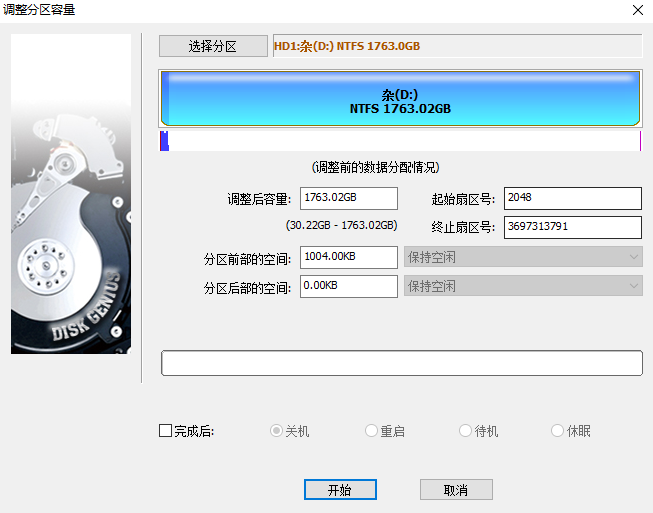 调整分区容量
选择分区
HD1:杂(D:) NTFS 1763.0GB
杂(D:)
NTFS 1763.02GB
(调整前的数据分配情况)
调整后容量: 1763.02GB 起始扇区号: 2048
(30.22GB - 1763.02GB) 终止扇区号: 3697313791
分区前部的空间: 1004.00KB 保持空闲
分区后部的空间: 0.00KB 保持空闲
DISK GENIUS
完成后: 关机 重启 待机 休眠
开始 取消